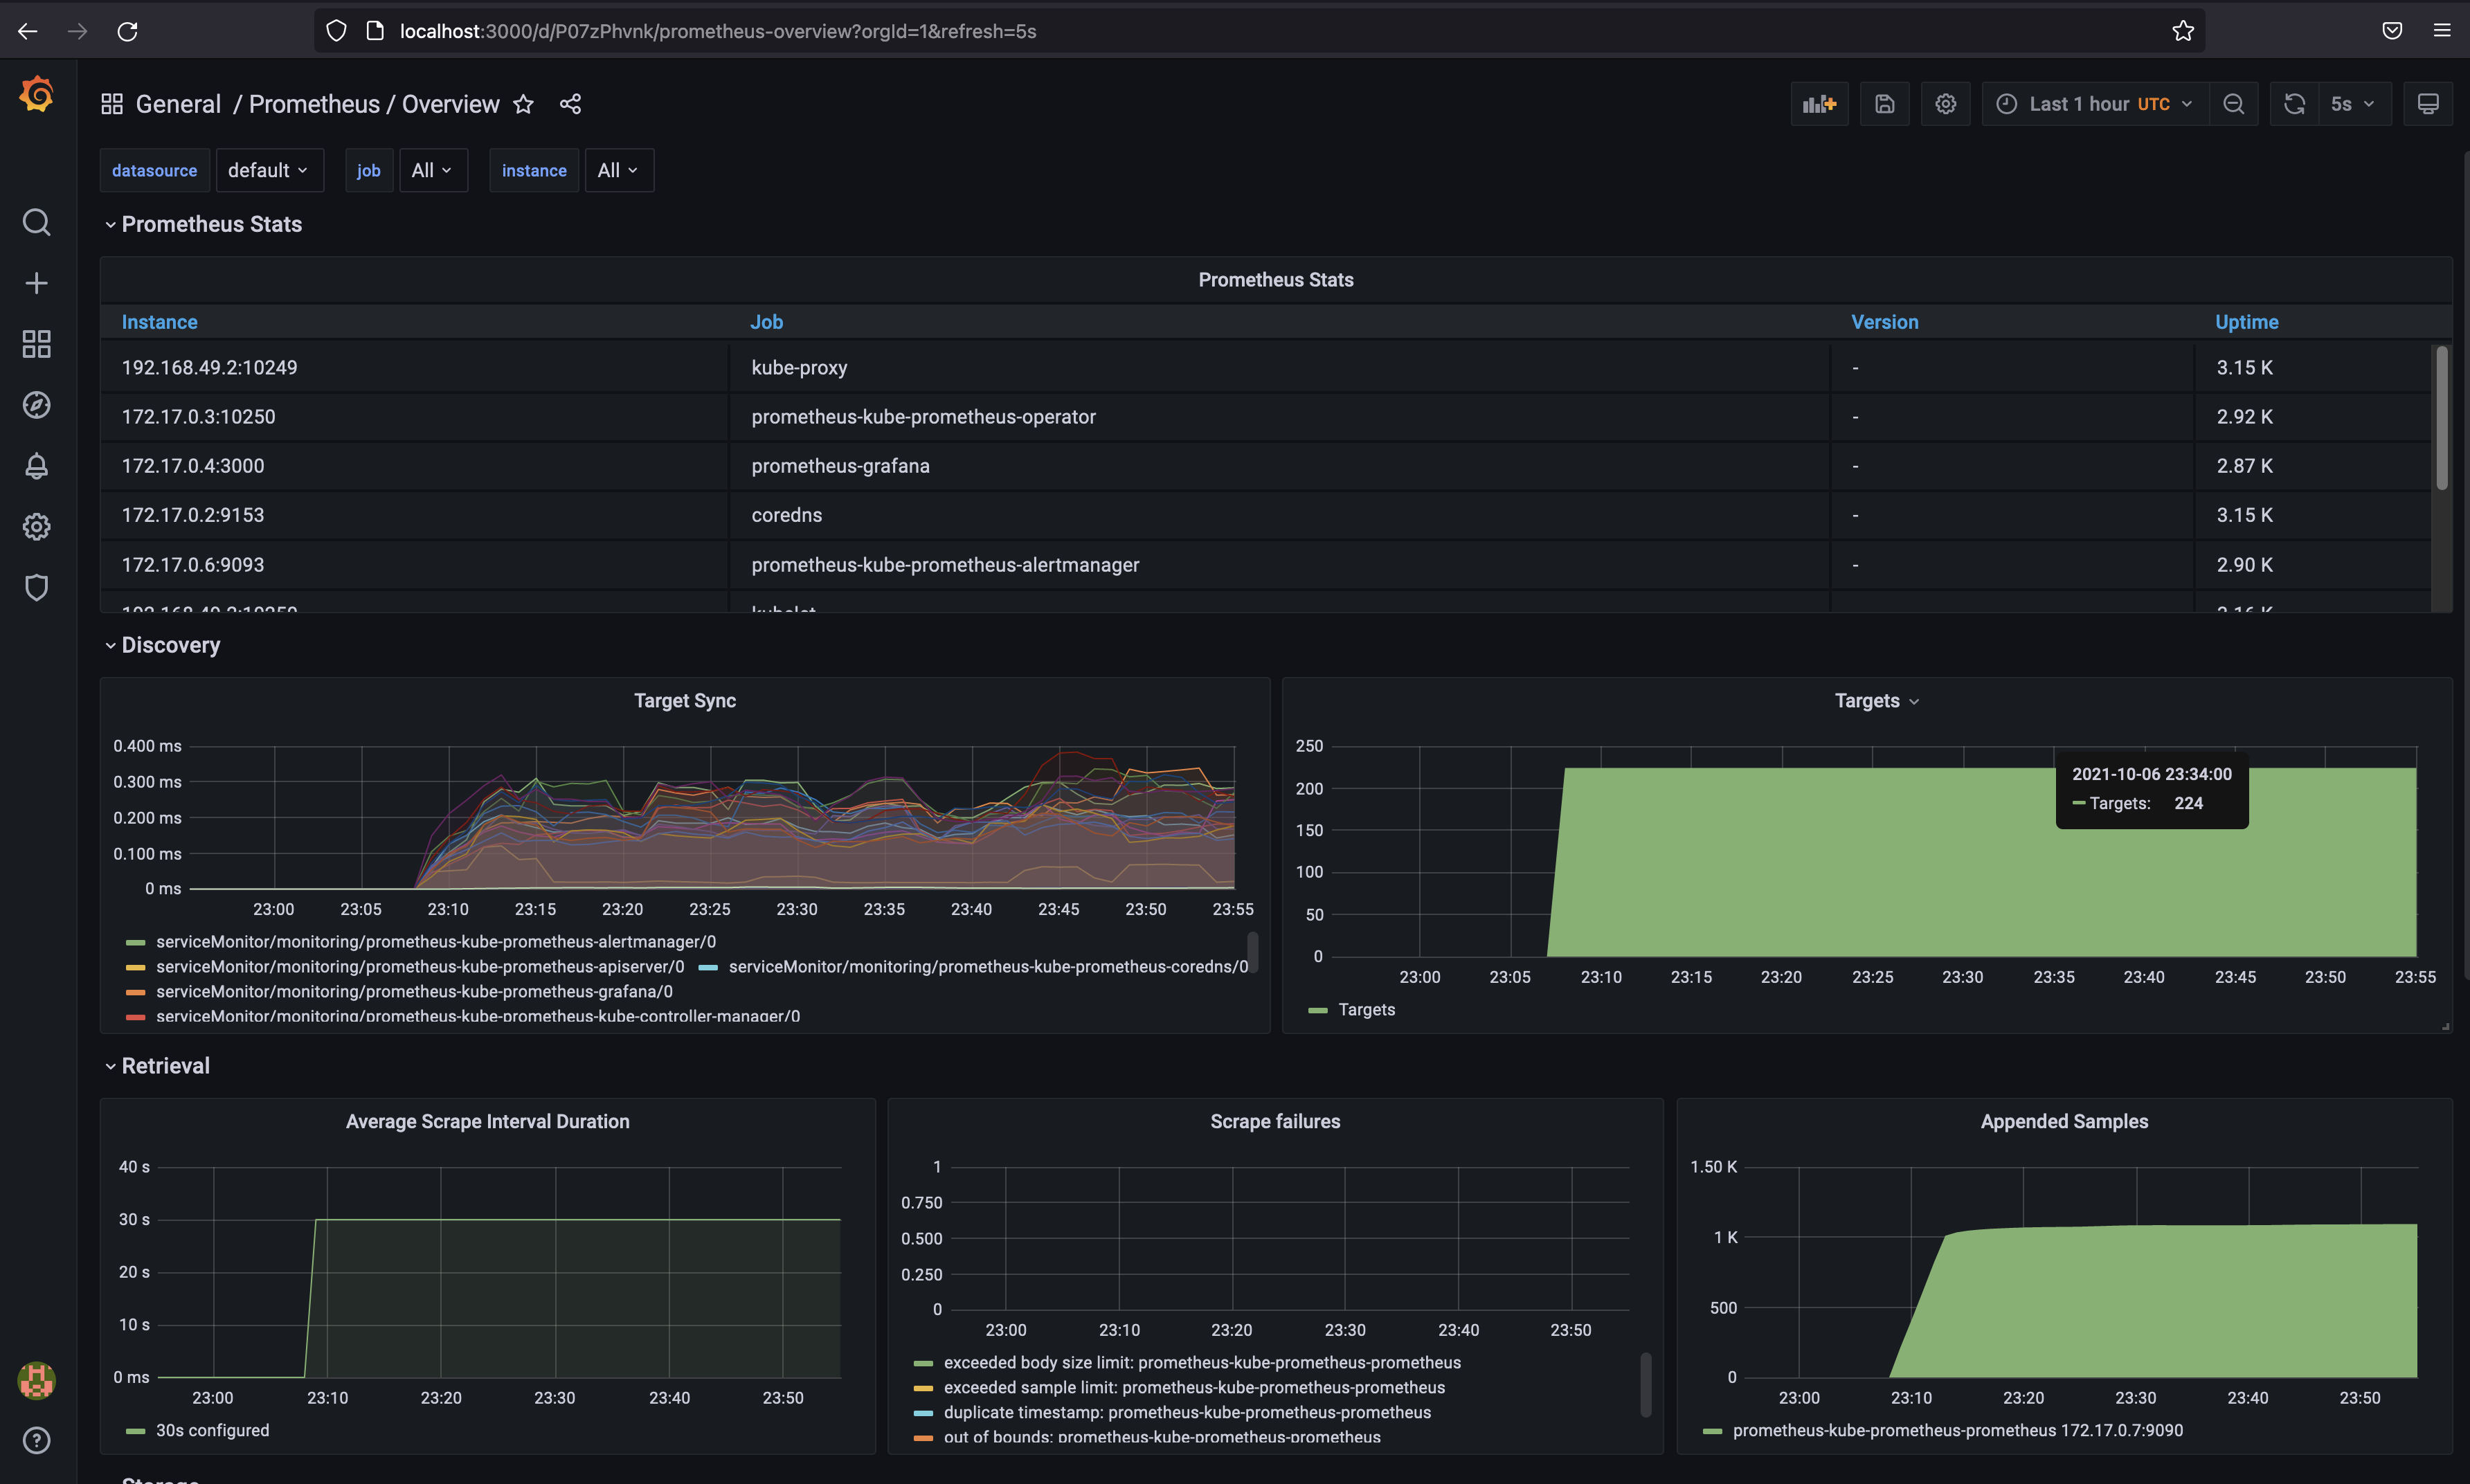 localhost:3000/d/P07zPhvnk/prometheus-overview?orgId=1&refresh=5s
General / Prometheus / Overview
Last 1 hour UTC
5s
datasource default job All instance All
Prometheus Stats
Prometheus Stats
Instance Job Version Uptime
192.168.49.2:10249 kube-proxy - 3.15 K
172.17.0.3:10250 prometheus-kube-prometheus-operator - 2.92 K
172.17.0.4:3000 prometheus-grafana - 2.87 K
172.17.0.2:9153 coredns - 3.15 K
172.17.0.6:9093 prometheus-kube-prometheus-alertmanager - 2.90 K
kubelet
Discovery
Target Sync
0.400 ms
0.300 ms
0.200 ms
0.100 ms
0 ms
23:00 23:05 23:10 23:15 23:20 23:25 23:30 23:35 23:40 23:45 23:50 23:55
serviceMonitor/monitoring/prometheus-kube-prometheus-alertmanager/0
serviceMonitor/monitoring/prometheus-kube-prometheus-apiserver/0 serviceMonitor/monitoring/prometheus-kube-prometheus-coredns/0
serviceMonitor/monitoring/prometheus-kube-prometheus-grafana/0
serviceMonitor/monitoring/prometheus-kube-prometheus-kube-controller-manager/0
Targets
250
200
150
100
50
0
23:00 23:05 23:10 23:15 23:20 23:25 23:30 23:35 23:40 23:45 23:50 23:55
2021-10-06 23:34:00
Targets: 224
Targets
Retrieval
Average Scrape Interval Duration
40 s
30 s
20 s
10 s
0 ms
23:00 23:10 23:20 23:30 23:40 23:50
30s configured
Scrape failures
1
0.750
0.500
0.250
0
23:00 23:10 23:20 23:30 23:40 23:50
exceeded body size limit: prometheus-kube-prometheus-prometheus
exceeded sample limit: prometheus-kube-prometheus-prometheus
duplicate timestamp: prometheus-kube-prometheus-prometheus
out of bounds: prometheus-kube-prometheus-prometheus
Appended Samples
1.50 K
1 K
500
0
23:00 23:10 23:20 23:30 23:40 23:50
prometheus-kube-prometheus-prometheus 172.17.0.7:9090
Storage